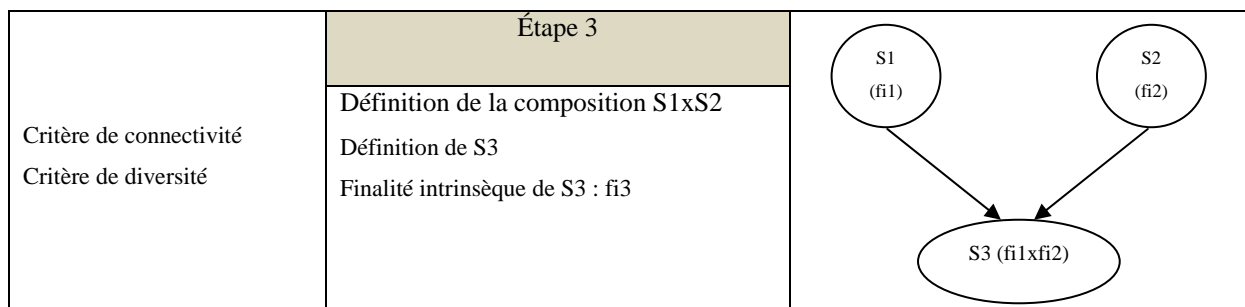 Critère de connectivité
Critère de diversité
Étape 3
Définition de la composition S1xS2
Définition de S3
Finalité intrinsèque de S3 : fi3
S1
(fi1)
S2
(fi2)
S3 (fi1xfi2)